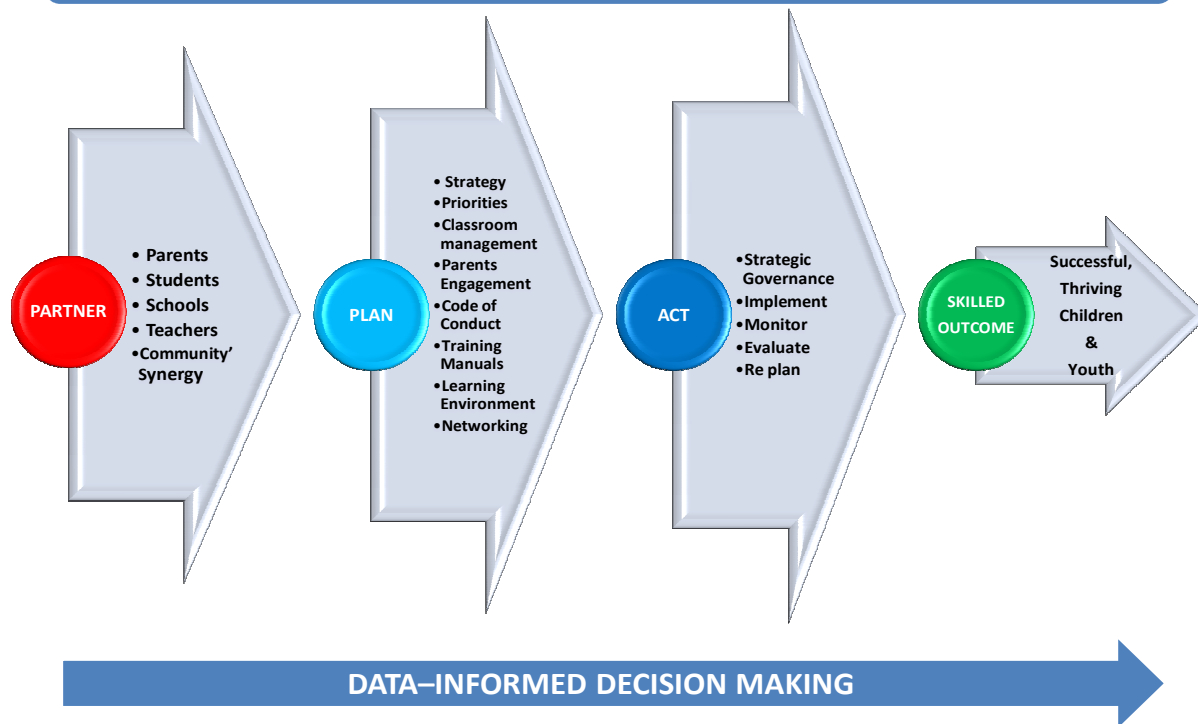 PARTNER
• Parents
• Students
• Schools
• Teachers
•Community’
Synergy
PLAN
• Strategy
•Priorities
•Classroom
management
•Parents
Engagement
•Code of
Conduct
•Training
Manuals
•Learning
Environment
•Networking
ACT
•Strategic
Governance
•Implement
•Monitor
•Evaluate
•Re plan
SKILLED
OUTCOME
Successful,
Thriving
Children
&
Youth
DATA–INFORMED DECISION MAKING